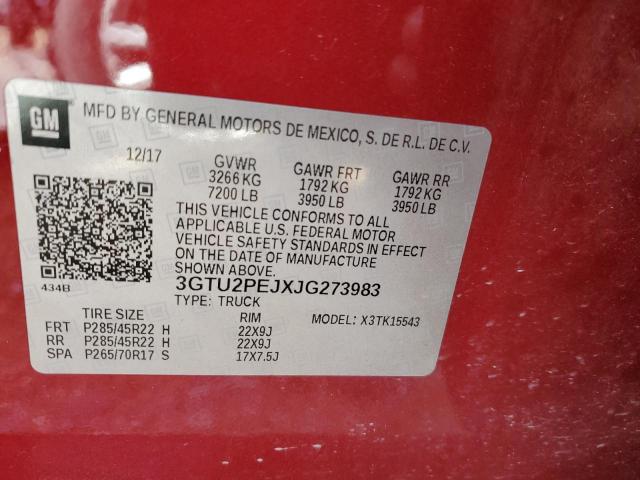 GM
MFD BY GENERAL MOTORS DE MEXICO, S. DE R.L. DE C.V.
12/17 GVWR GAWR FRT GAWR RR
3266 KG 1792 KG 1792 KG
7200 LB 3950 LB 3950 LB
THIS VEHICLE CONFORMS TO ALL
APPLICABLE U.S. FEDERAL MOTOR
VEHICLE SAFETY STANDARDS IN EFFECT
ON THE DATE OF MANUFACTURE
SHOWN ABOVE.
434B
3GTU2PEJXJG273983
TYPE: TRUCK
TIRE SIZE RIM MODEL: X3TK15543
FRT P285/45R22 H 22X9J
RR P285/45R22 H 22X9J
SPA P265/70R17 S 17X7.5J